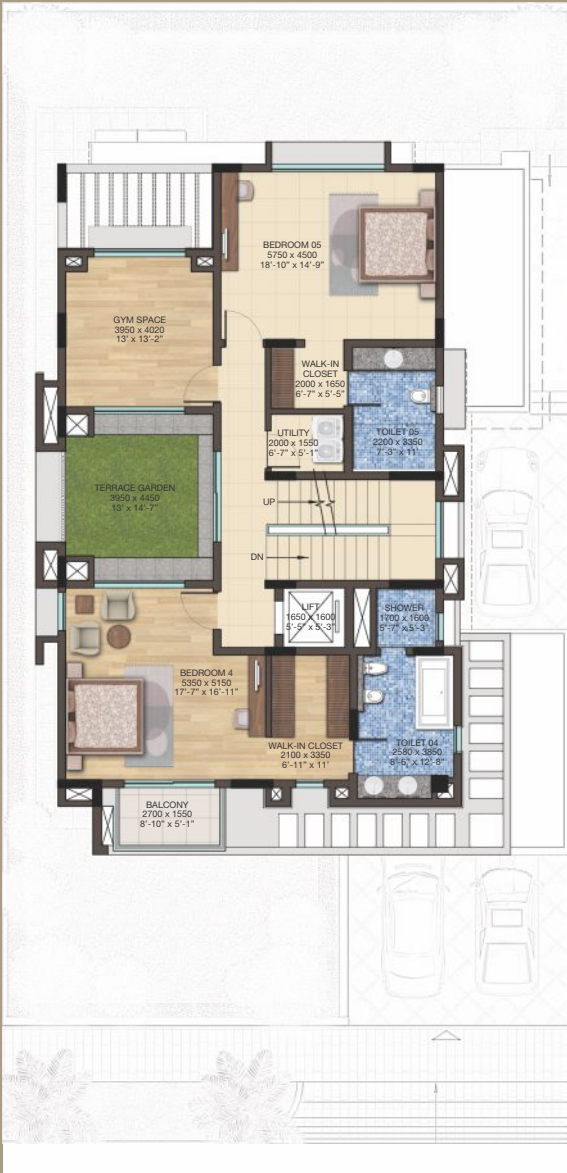 BEDROOM 05
5750 x 4500
18'-10" x 14'-9"
GYM SPACE
3950 x 4020
13' x 13'-2"
WALK-IN
CLOSET
2000 x 1650
6'-7" x 5'-5"
UTILITY
2000 x 1550
6'-7" x 5'-1"
TOILET 05
2200 x 3350
7'-3" x 11'
TERRACE GARDEN
3950 x 4450
13' x 14'-7"
UP
DN
LIFT
1650 x 1600
5'-5" x 5'-3"
SHOWER
1700 x 1600
5'-7" x 5'-3"
BEDROOM 4
5350 x 5150
17'-7" x 16'-11"
WALK-IN CLOSET
2100 x 3350
6'-11" x 11'
TOILET 04
2580 x 3850
8'-6" x 12'-8"
BALCONY
2700 x 1550
8'-10" x 5'-1"